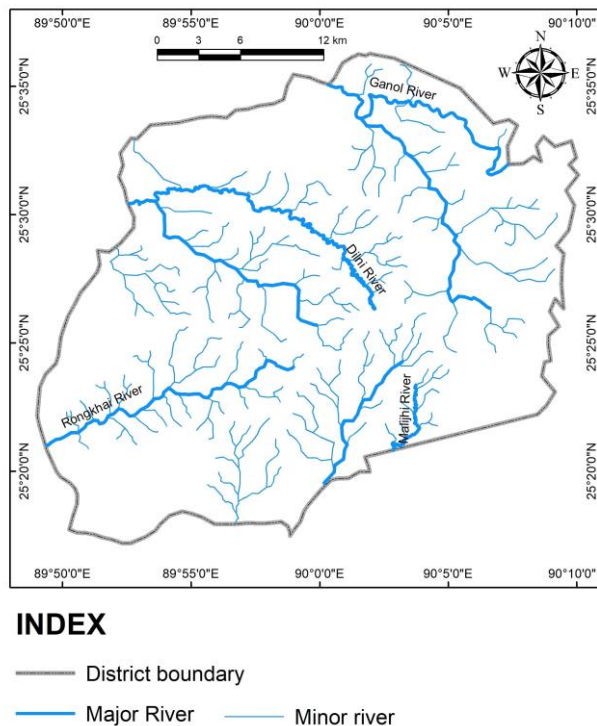 89°50'0"E 89°55'0"E 90°0'0"E 90°5'0"E 90°10'0"E
0 3 6 12 km
N
W E
S
25°35'0"N 25°35'0"N
Ganol River
25°30'0"N 25°30'0"N
Dilni River
25°25'0"N 25°25'0"N
Rongkhai River
Mafijhi River
25°20'0"N 25°20'0"N
89°50'0"E 89°55'0"E 90°0'0"E 90°5'0"E 90°10'0"E
INDEX
District boundary
Major River Minor river